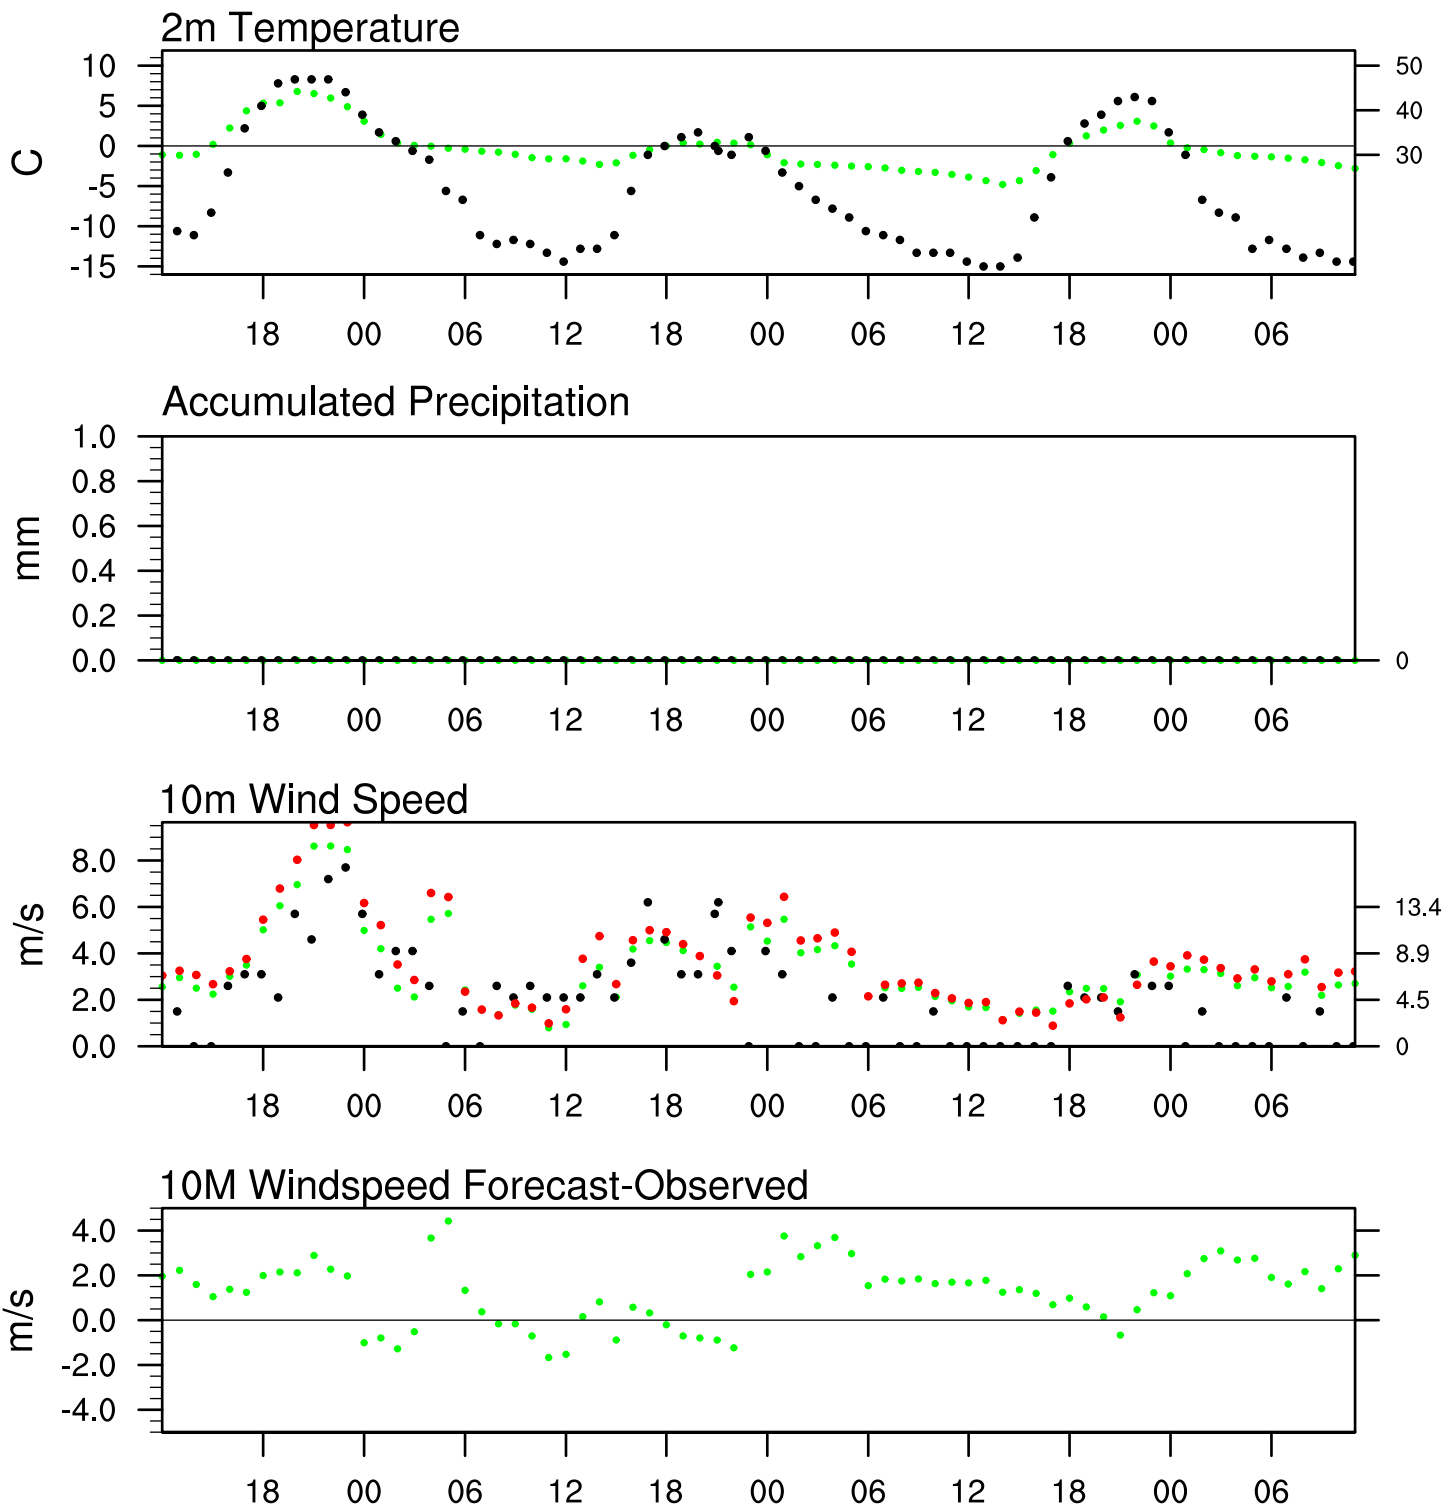 2m Temperature
10
5
0
-5
-10
-15
C
50
40
30
18 00 06 12 18 00 06 12 18 00 06
Accumulated Precipitation
1.0
0.8
0.6
0.4
0.2
0.0
mm
0
18 00 06 12 18 00 06 12 18 00 06
10m Wind Speed
8.0
6.0
4.0
2.0
0.0
m/s
13.4
8.9
4.5
0
18 00 06 12 18 00 06 12 18 00 06
10M Windspeed Forecast-Observed
4.0
2.0
0.0
-2.0
-4.0
m/s
18 00 06 12 18 00 06 12 18 00 06